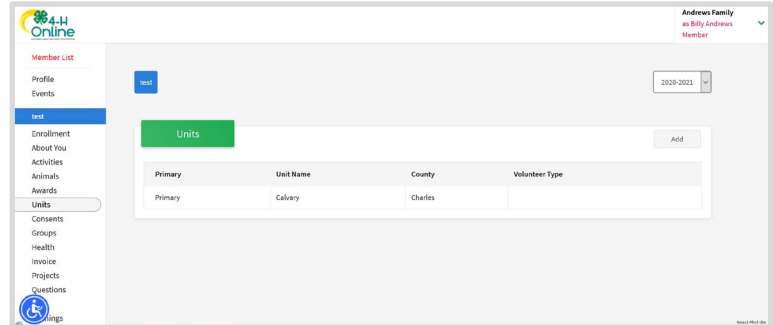 4-H
Online
Andrews Family
as Billy Andrews
Member
Member List
Profile
Events
test
Enrollment
About You
Activities
Animals
Awards
Units
Consents
Groups
Health
Invoice
Projects
Questions
test
2020-2021
Units
Add
Primary Unit Name County Volunteer Type
Primary Calvary Charles